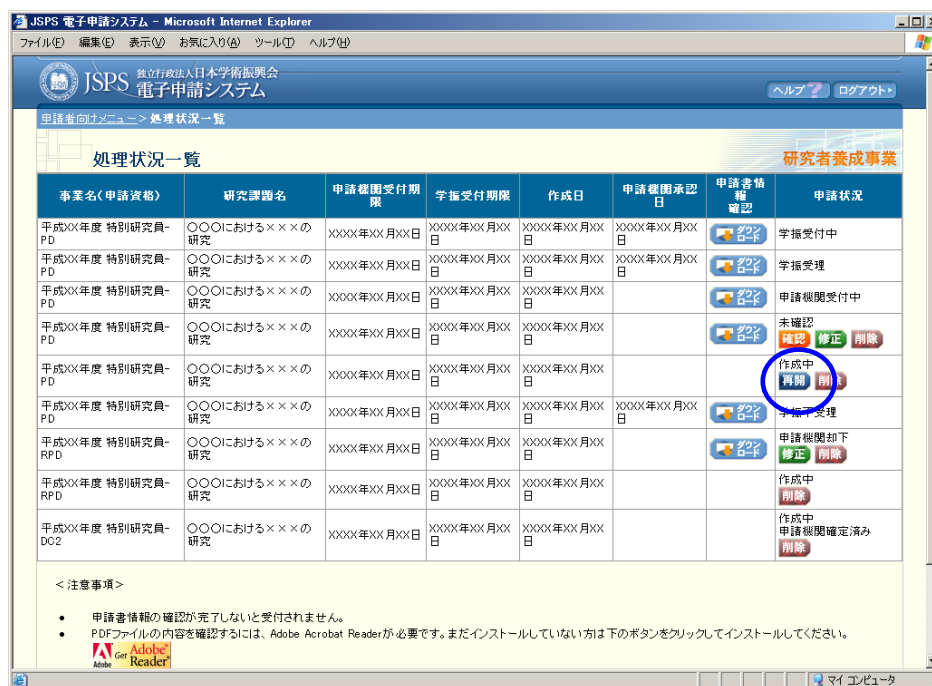 JSPS 電子申請システム - Microsoft Internet Explorer
ファイル(F) 編集(E) 表示(V) お気に入り(A) ツール(T) ヘルプ(H)
JSPS 独立行政法人日本学術振興会
電子申請システム
ヘルプ ? ログアウト
申請者向けメニュー>処理状況一覧
処理状況一覧 研究者養成事業
事業名(申請資格) 研究課題名 申請機関受付期限 学振受付期限 作成日 申請機関承認日 申請書情報確認 申請状況
平成XX年度 特別研究員-PD 〇〇〇における×××の研究 XXXX年XX月XX日 XXXX年XX月XX日 XXXX年XX月XX日 XXXX年XX月XX日 ダウンロード 学振受付中
平成XX年度 特別研究員-PD 〇〇〇における×××の研究 XXXX年XX月XX日 XXXX年XX月XX日 XXXX年XX月XX日 XXXX年XX月XX日 ダウンロード 学振受理
平成XX年度 特別研究員-PD 〇〇〇における×××の研究 XXXX年XX月XX日 XXXX年XX月XX日 XXXX年XX月XX日 ダウンロード 申請機関受付中
平成XX年度 特別研究員-PD 〇〇〇における×××の研究 XXXX年XX月XX日 XXXX年XX月XX日 XXXX年XX月XX日 ダウンロード 未確認 確認 修正 削除
平成XX年度 特別研究員-PD 〇〇〇における×××の研究 XXXX年XX月XX日 XXXX年XX月XX日 XXXX年XX月XX日 作成中 再開 削除
平成XX年度 特別研究員-PD 〇〇〇における×××の研究 XXXX年XX月XX日 XXXX年XX月XX日 XXXX年XX月XX日 XXXX年XX月XX日 ダウンロード 学振不受理
平成XX年度 特別研究員-RPD 〇〇〇における×××の研究 XXXX年XX月XX日 XXXX年XX月XX日 XXXX年XX月XX日 ダウンロード 申請機関却下 修正 削除
平成XX年度 特別研究員-RPD 〇〇〇における×××の研究 XXXX年XX月XX日 XXXX年XX月XX日 XXXX年XX月XX日 作成中 削除
平成XX年度 特別研究員-DC2 〇〇〇における×××の研究 XXXX年XX月XX日 XXXX年XX月XX日 XXXX年XX月XX日 作成中 申請機関確定済み 削除
<注意事項>
• 申請書情報の確認が完了しないと受付されません。
• PDFファイルの内容を確認するには、Adobe Acrobat Readerが必要です。まだインストールしていない方は下のボタンをクリックしてインストールしてください。
Adobe Get Adobe Reader
マイ コンピュータ